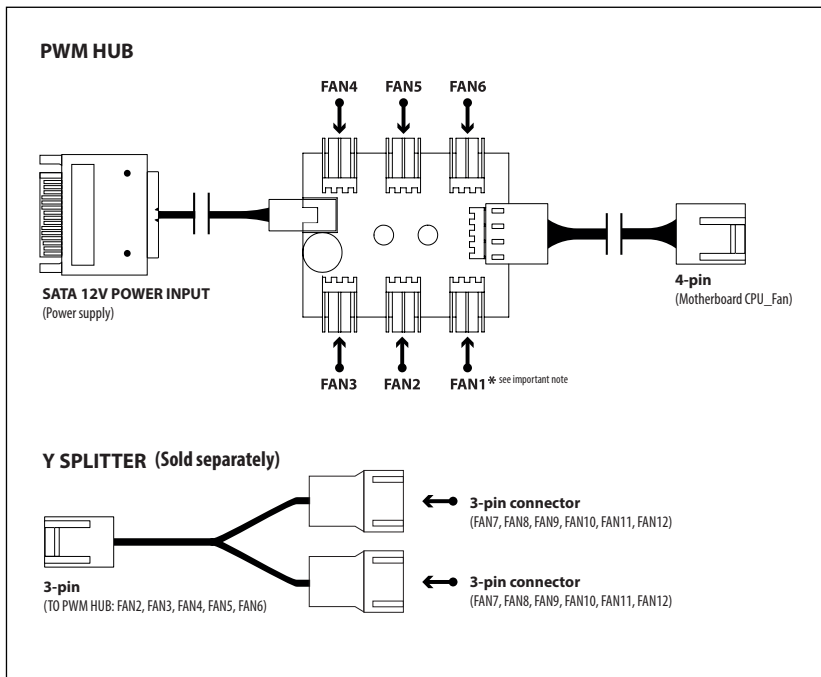 PWM HUB
FAN4 FAN5 FAN6
SATA 12V POWER INPUT
(Power supply)
4-pin
(Motherboard CPU_Fan)
FAN3 FAN2 FAN1 * see important note
Y SPLITTER (Sold separately)
3-pin connector
(FAN7, FAN8, FAN9, FAN10, FAN11, FAN12)
3-pin
(TO PWM HUB: FAN2, FAN3, FAN4, FAN5, FAN6)
3-pin connector
(FAN7, FAN8, FAN9, FAN10, FAN11, FAN12)